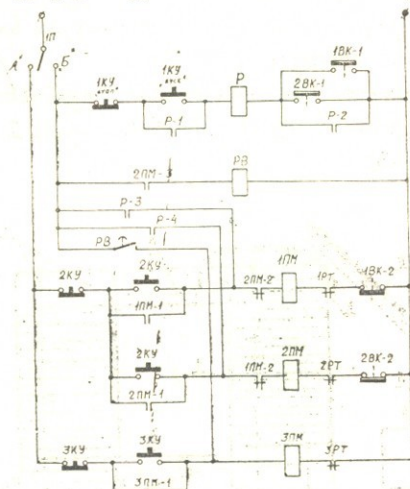 1П
А Б
1ВК-1
1КУ "стоп" 1КУ "пуск" Р 2ВК-1
Р-1 Р-2
2ПМ-3 РВ
Р-3
Р-4
РВ
2КУ 2КУ 2ПМ-2 1ПМ 1РТ 1ВК-2
1ПМ-1
2КУ 1ПМ-2 2ПМ 2РТ 2ВК-2
2ПМ-1
3КУ 3КУ 3ПМ 3РТ
3ПМ-1